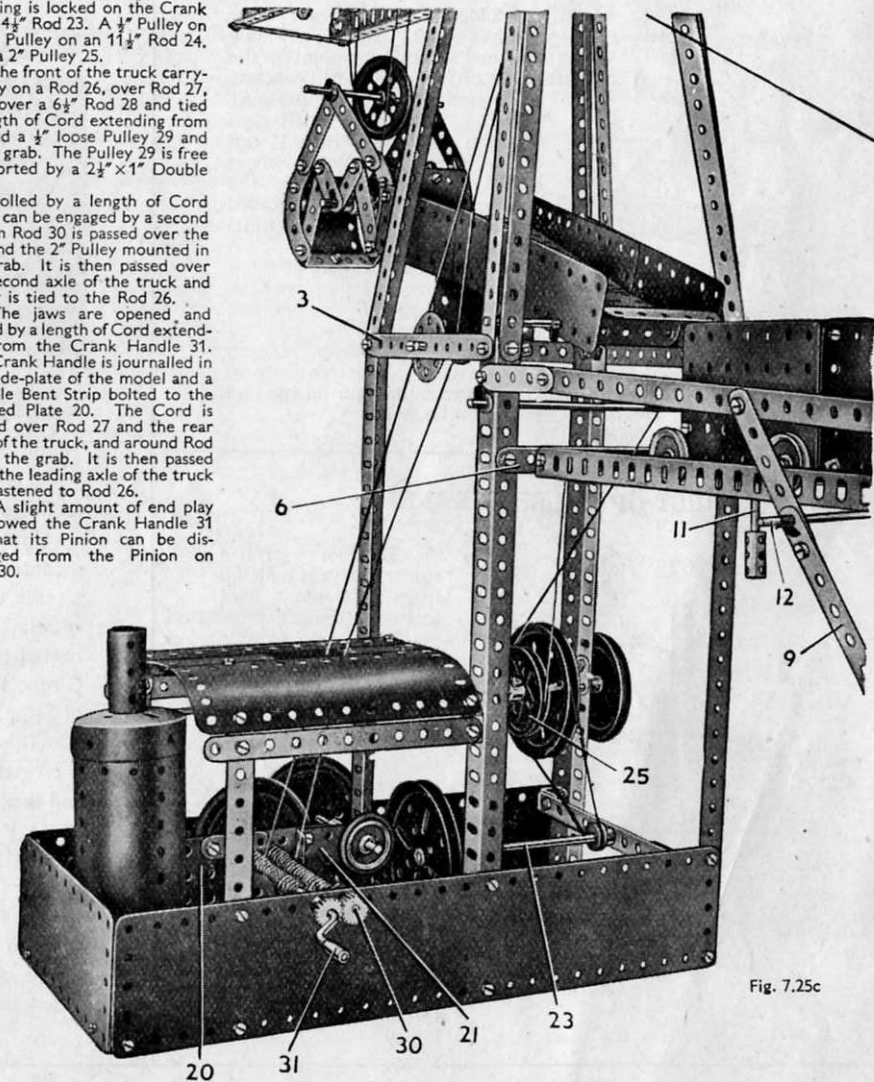 ing is locked on the Crank
4½″ Rod 23. A ½″ Pulley on
Pulley on an 11½″ Rod 24.
a 2″ Pulley 25.
he front of the truck carry-
y on a Rod 26, over Rod 27,
over a 6½″ Rod 28 and tied
gth of Cord extending from
d a ½″ loose Pulley 29 and
grab. The Pulley 29 is free
orted by a 2½″×1″ Double
olled by a length of Cord
can be engaged by a second
n Rod 30 is passed over the
nd the 2″ Pulley mounted in
rab. It is then passed over
econd axle of the truck and
is tied to the Rod 26.
he jaws are opened and
d by a length of Cord extend-
rom the Crank Handle 31.
Crank Handle is journalled in
de-plate of the model and a
le Bent Strip bolted to the
ed Plate 20. The Cord is
d over Rod 27 and the rear
of the truck, and around Rod
the grab. It is then passed
the leading axle of the truck
astened to Rod 26.
A slight amount of end play
owed the Crank Handle 31
hat its Pinion can be dis-
ged from the Pinion on
30.
3
6
11
12
9
25
20
31
30
21
23
Fig. 7.25c